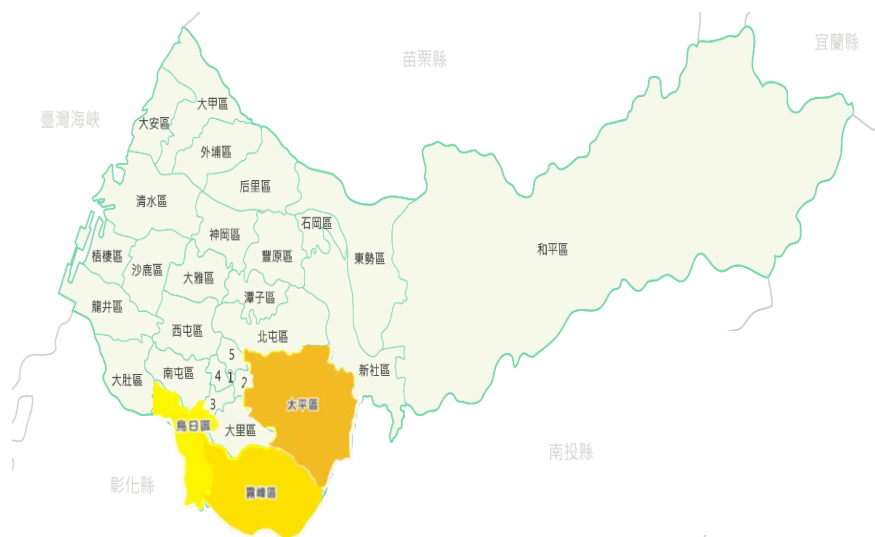 宜蘭縣
苗栗縣
大甲區
臺灣海峽
大安區
外埔區
后里區
清水區
石岡區
神岡區
和平區
梧棲區
豐原區
東勢區
沙鹿區
大雅區
潭子區
龍井區
西屯區
北屯區
5
新社區
南屯區
4
1
大肚區
2
3
太平區
烏日區
大里區
南投縣
彰化縣
霧峰區